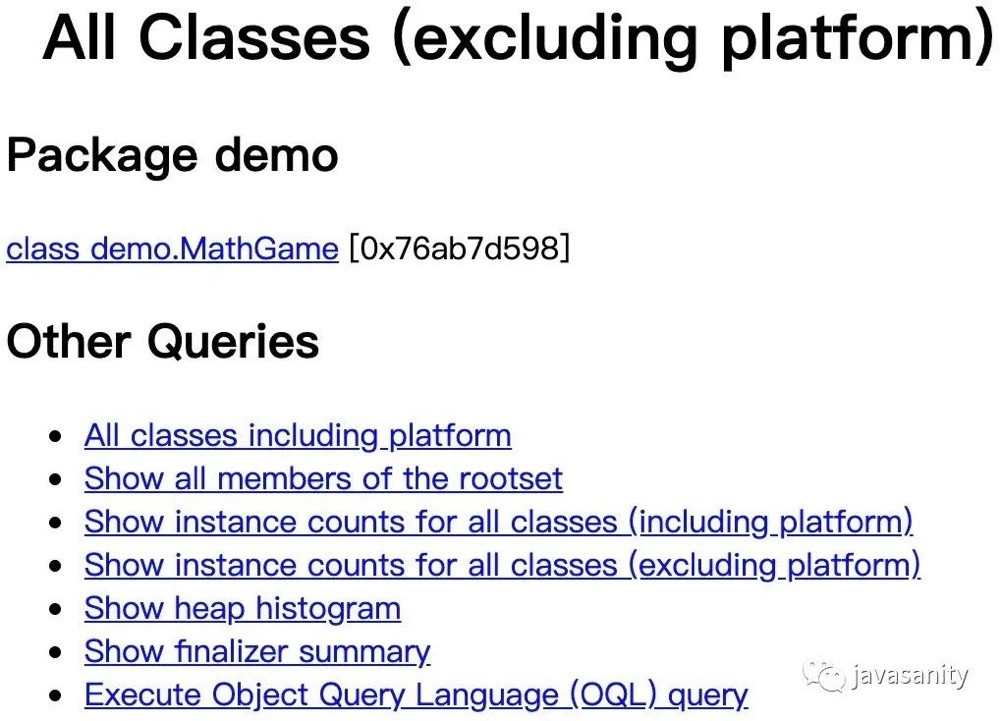 All Classes (excluding platform)
Package demo
class demo.MathGame [0x76ab7d598]
Other Queries
All classes including platform
Show all members of the rootset
Show instance counts for all classes (including platform)
Show instance counts for all classes (excluding platform)
Show heap histogram
Show finalizer summary
Execute Object Query Language (OQL) query
javasanity